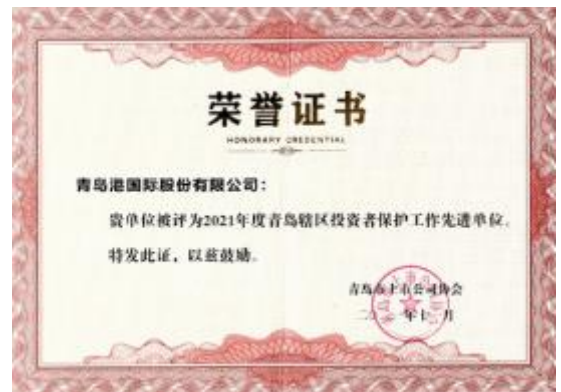 荣誉证书
HONORARY CREDENTIAL
青岛港国际股份有限公司：
贵单位被评为2021年度青岛辖区投资者保护工作先进单位。
特发此证，以兹鼓励。
青岛市上市公司协会